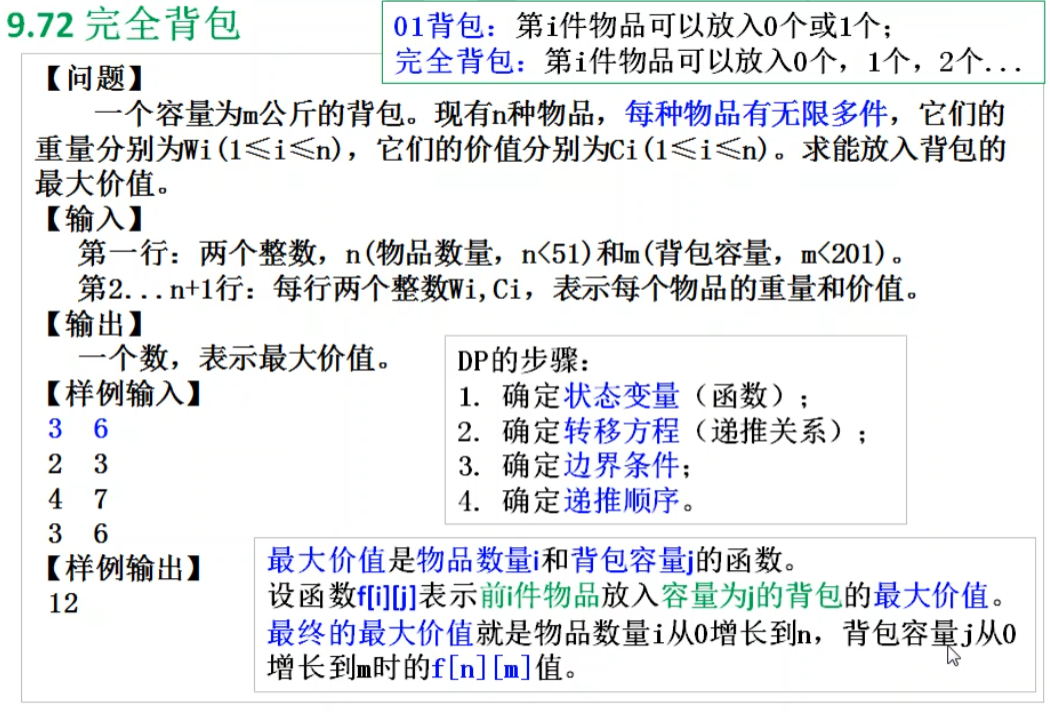 9.72 完全背包
01背包：第i件物品可以放入0个或1个；
完全背包：第i件物品可以放入0个，1个，2个...
【问题】
一个容量为m公斤的背包。现有n种物品，每种物品有无限多件，它们的
重量分别为Wi(1≤i≤n)，它们的价值分别为Ci(1≤i≤n)。求能放入背包的
最大价值。
【输入】
第一行：两个整数，n(物品数量，n<51)和m(背包容量，m<201)。
第2...n+1行：每行两个整数Wi,Ci，表示每个物品的重量和价值。
【输出】
一个数，表示最大价值。
【样例输入】
3 6
2 3
4 7
3 6
【样例输出】
12
DP的步骤：
1. 确定状态变量（函数）；
2. 确定转移方程（递推关系）；
3. 确定边界条件；
4. 确定递推顺序。
最大价值是物品数量i和背包容量j的函数。
设函数f[i][j]表示前i件物品放入容量为j的背包的最大价值。
最终的最大价值就是物品数量i从0增长到n，背包容量j从0
增长到m时的f[n][m]值。